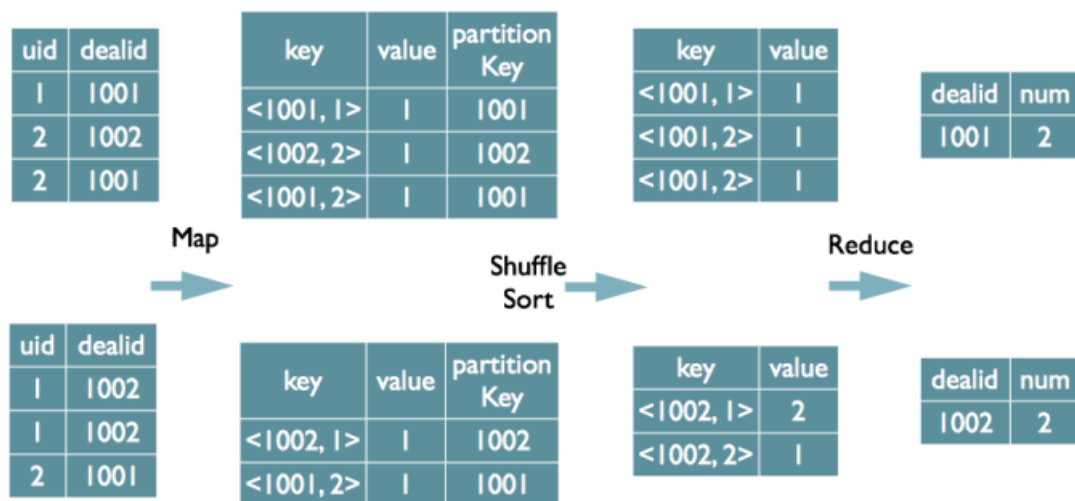 uid dealid
1 1001
2 1002
2 1001
key value partition Key
<1001, 1> 1 1001
<1002, 2> 1 1002
<1001, 2> 1 1001
key value
<1001, 1> 1
<1001, 2> 1
<1001, 2> 1
dealid num
1001 2
Map
Shuffle
Sort
Reduce
uid dealid
1 1002
1 1002
2 1001
key value partition Key
<1002, 1> 1 1002
<1001, 2> 1 1001
key value
<1002, 1> 2
<1002, 2> 1
dealid num
1002 2